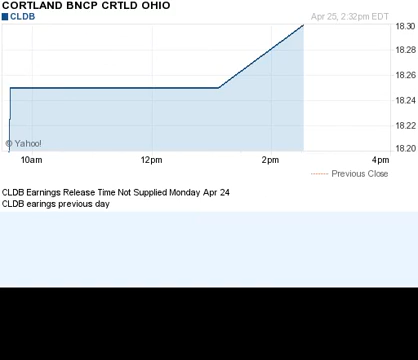 CORTLAND BNCP CRTLD OHIO
CLDB
Apr 25, 2:32pm EDT
18.30
18.28
18.26
18.24
18.22
18.20
© Yahoo!
10am 12pm 2pm 4pm
Previous Close
CLDB Earnings Release Time Not Supplied Monday Apr 24
CLDB earings previous day